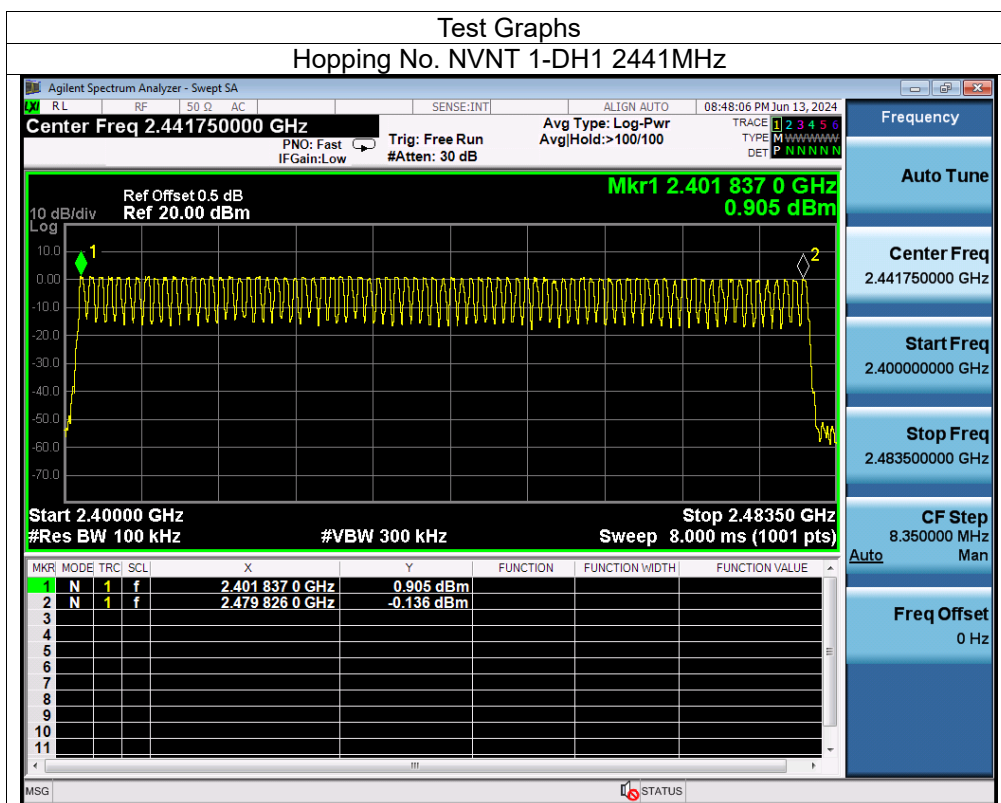 Test Graphs
Hopping No. NVNT 1-DH1 2441MHz
Agilent Spectrum Analyzer - Swept SA
LXI RL RF 50 Ω AC SENSE:INT ALIGN AUTO 08:48:06 PM Jun 13, 2024
Center Freq 2.441750000 GHz
PNO: Fast
IFGain:Low
Trig: Free Run
#Atten: 30 dB
Avg Type: Log-Pwr
Avg|Hold:>100/100
TRACE 1 2 3 4 5 6
TYPE M WWWWW
DET P N N N N N
Mkr1 2.401 837 0 GHz
0.905 dBm
Ref Offset 0.5 dB
10 dB/div Ref 20.00 dBm
Log
10.0
0.00
-10.0
-20.0
-30.0
-40.0
-50.0
-60.0
-70.0
1
2
Start 2.40000 GHz Stop 2.48350 GHz
#Res BW 100 kHz #VBW 300 kHz Sweep 8.000 ms (1001 pts)
MKR MODE TRC SCL X Y FUNCTION FUNCTION WIDTH FUNCTION VALUE
1 N 1 f 2.401 837 0 GHz 0.905 dBm
2 N 1 f 2.479 826 0 GHz -0.136 dBm
3
4
5
6
7
8
9
10
11
MSG STATUS
Frequency
Auto Tune
Center Freq
2.441750000 GHz
Start Freq
2.400000000 GHz
Stop Freq
2.483500000 GHz
CF Step
8.350000 MHz
Auto Man
Freq Offset
0 Hz